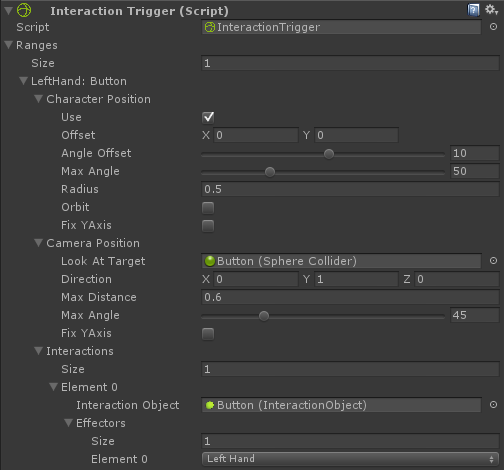 Interaction Trigger (Script)
Script InteractionTrigger
Ranges
Size 1
LeftHand: Button
Character Position
Use
Offset X 0 Y 0
Angle Offset 10
Max Angle 50
Radius 0.5
Orbit
Fix YAxis
Camera Position
Look At Target Button (Sphere Collider)
Direction X 0 Y 1 Z 0
Max Distance 0.6
Max Angle 45
Fix YAxis
Interactions
Size 1
Element 0
Interaction Object Button (InteractionObject)
Effectors
Size 1
Element 0 Left Hand